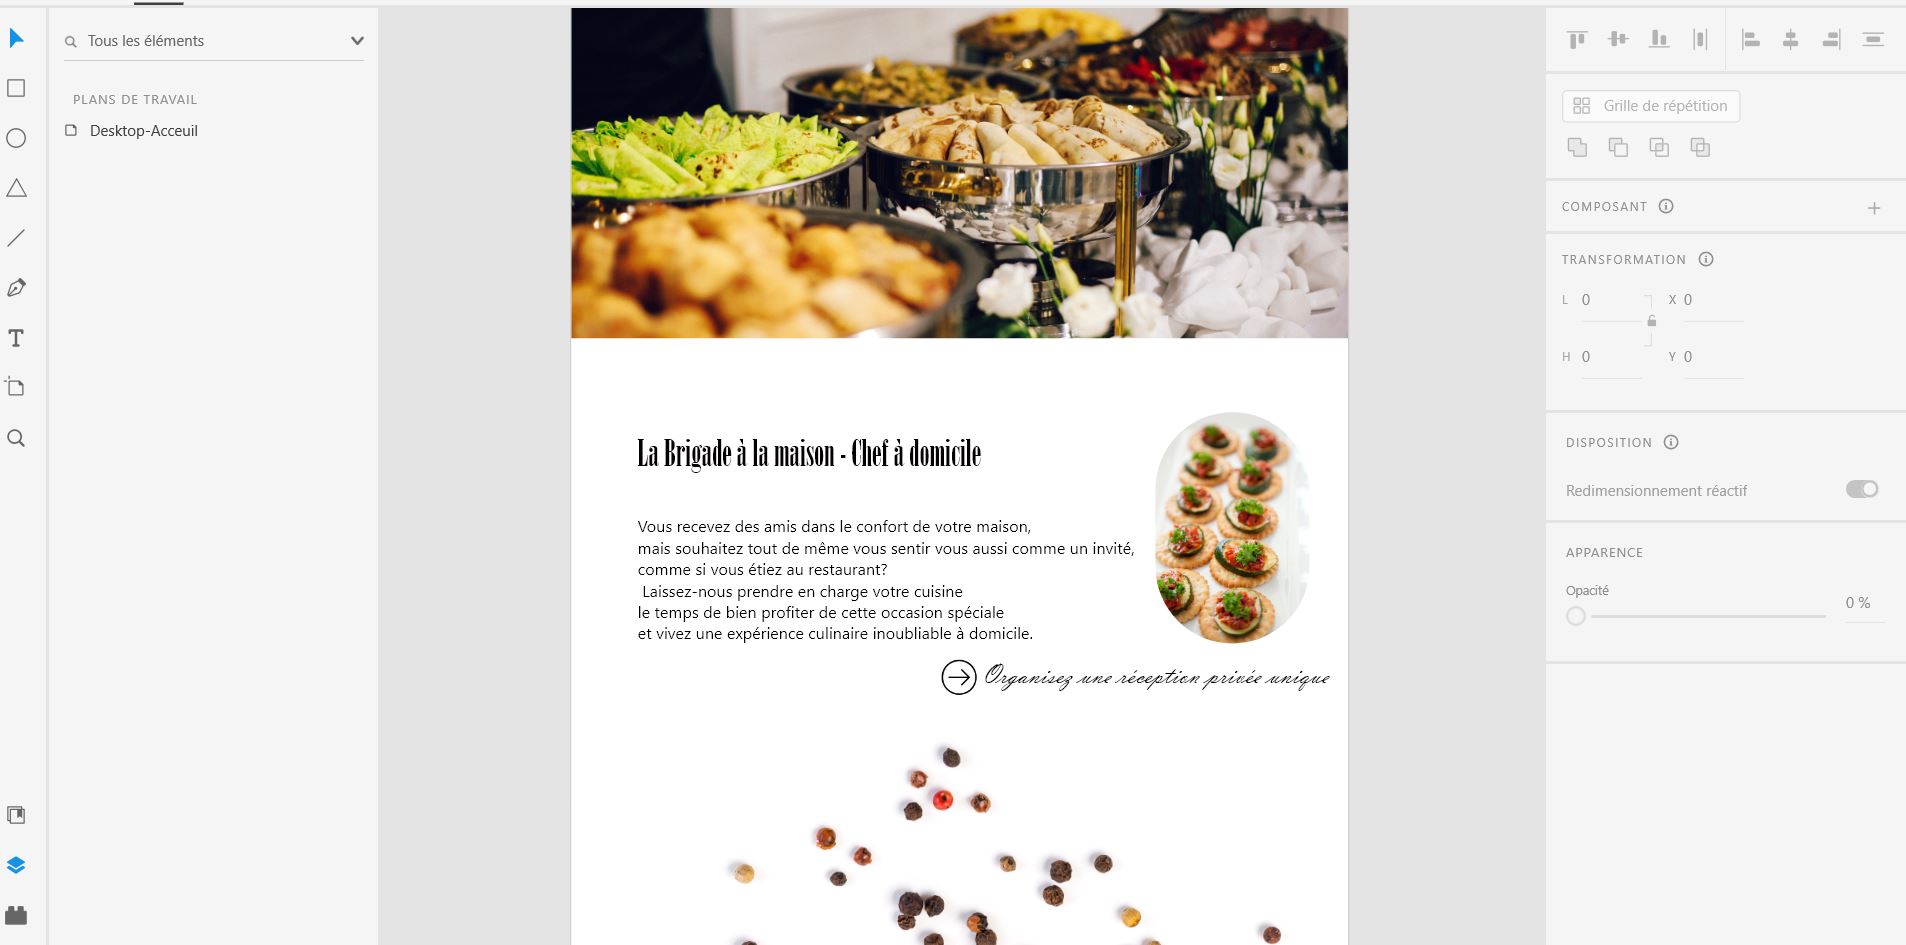 Tous les éléments
PLANS DE TRAVAIL
Desktop-Acceuil
La Brigade à la maison - Chef à domicile
Vous recevez des amis dans le confort de votre maison,
mais souhaitez tout de même vous sentir vous aussi comme un invité,
comme si vous étiez au restaurant?
Laissez-nous prendre en charge votre cuisine
le temps de bien profiter de cette occasion spéciale
et vivez une expérience culinaire inoubliable à domicile.
Organisez une réception privée unique
Grille de répétition
COMPOSANT
TRANSFORMATION
L 0 X 0
H 0 Y 0
DISPOSITION
Redimensionnement réactif
APPARENCE
Opacité
0 %